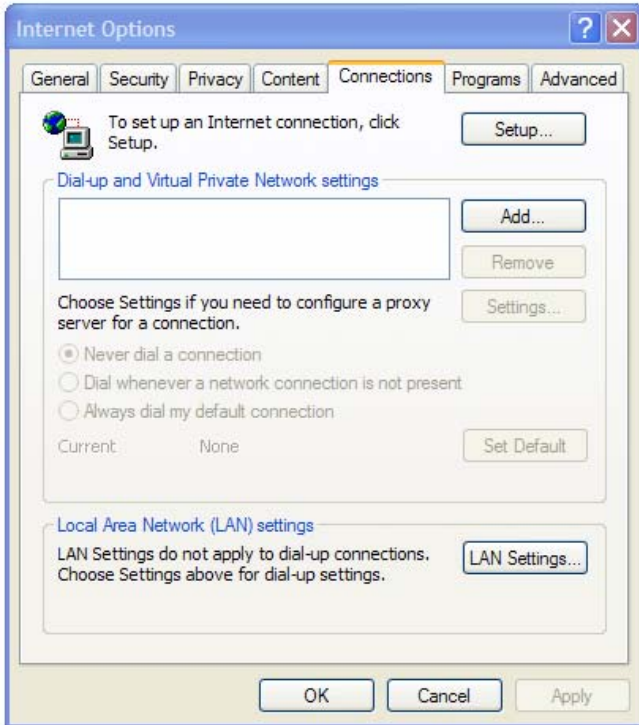 Internet Options
General Security Privacy Content Connections Programs Advanced
To set up an Internet connection, click
Setup.
Setup...
Dial-up and Virtual Private Network settings
Add...
Remove
Choose Settings if you need to configure a proxy
server for a connection.
Settings...
Never dial a connection
Dial whenever a network connection is not present
Always dial my default connection
Current None
Set Default
Local Area Network (LAN) settings
LAN Settings do not apply to dial-up connections.
Choose Settings above for dial-up settings.
LAN Settings...
OK Cancel Apply